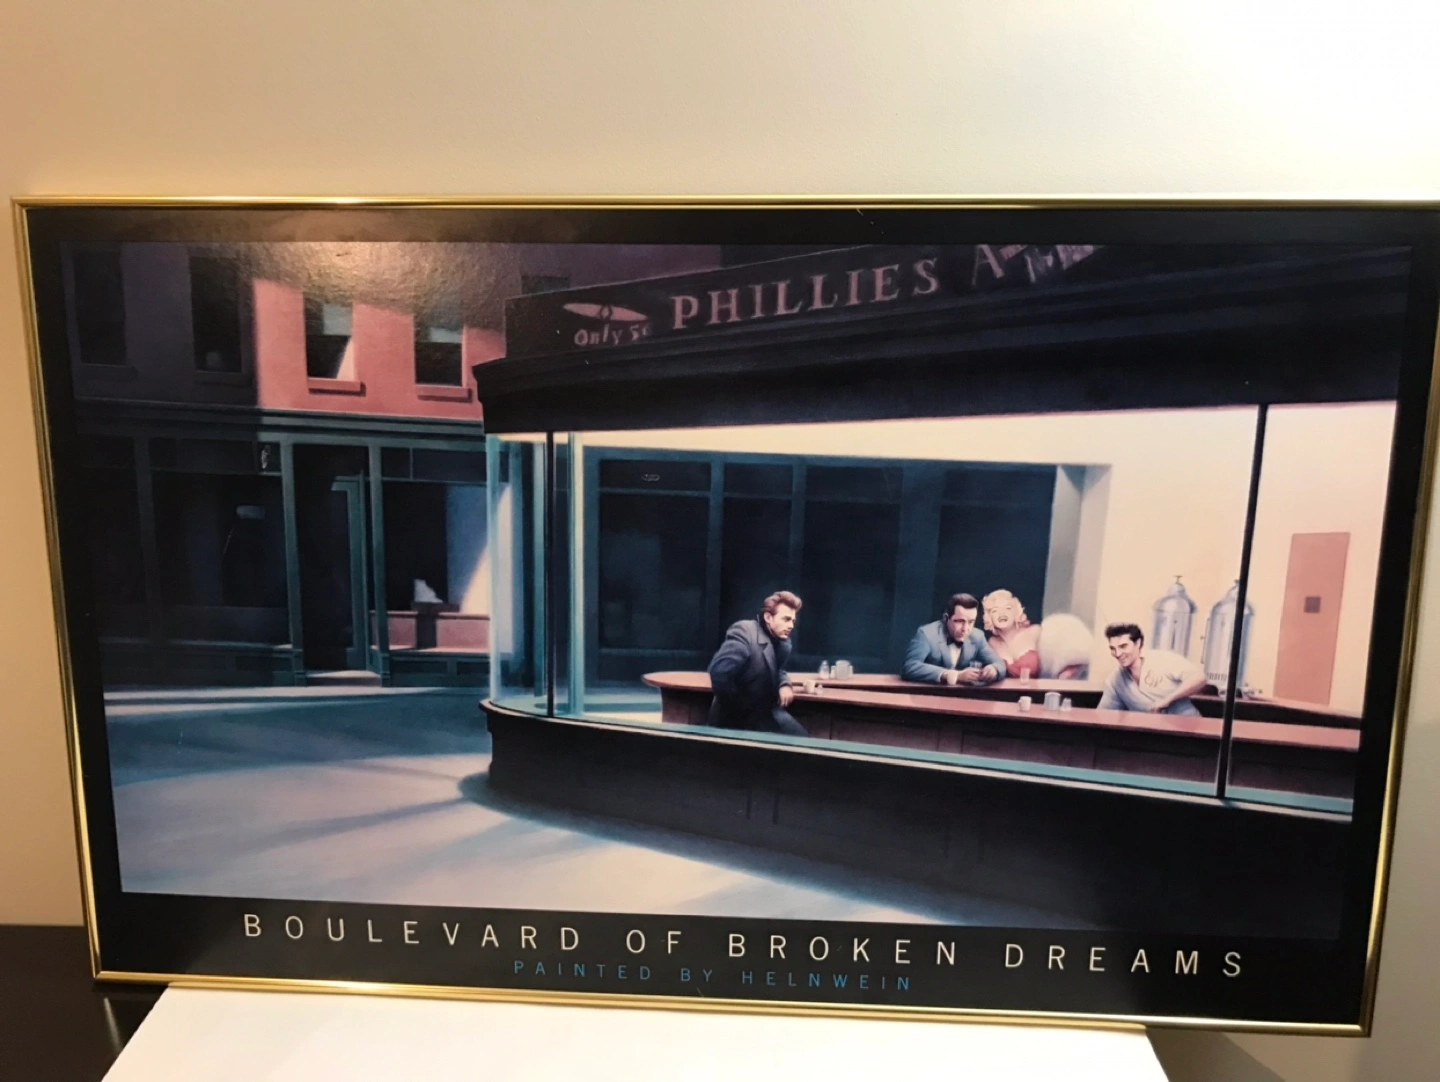 PHILLIES A
Only 5¢
BOULEVARD OF BROKEN DREAMS
PAINTED BY HELNWEIN